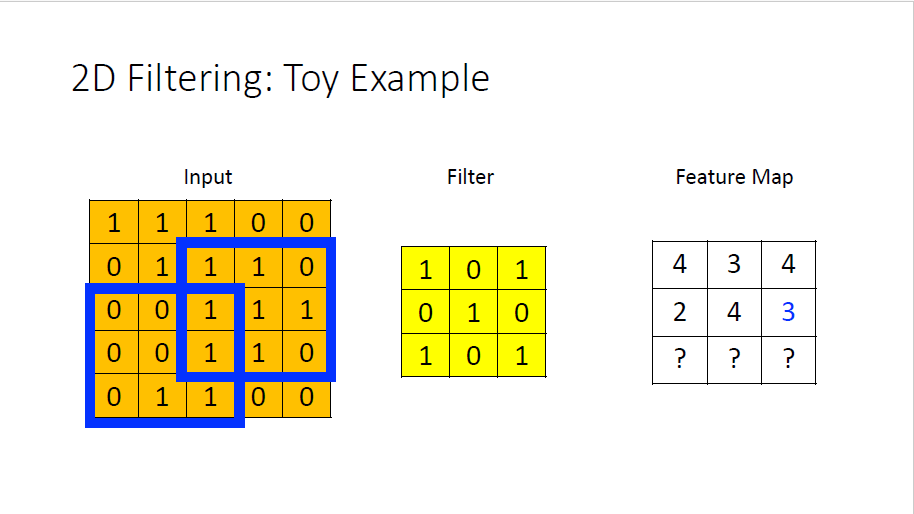 2D Filtering: Toy Example
Input
Filter
Feature Map
1 1 1 0 0
0 1 1 1 0
0 0 1 1 1
0 0 1 1 0
0 1 1 0 0
1 0 1
0 1 0
1 0 1
4 3 4
2 4 3
? ? ?